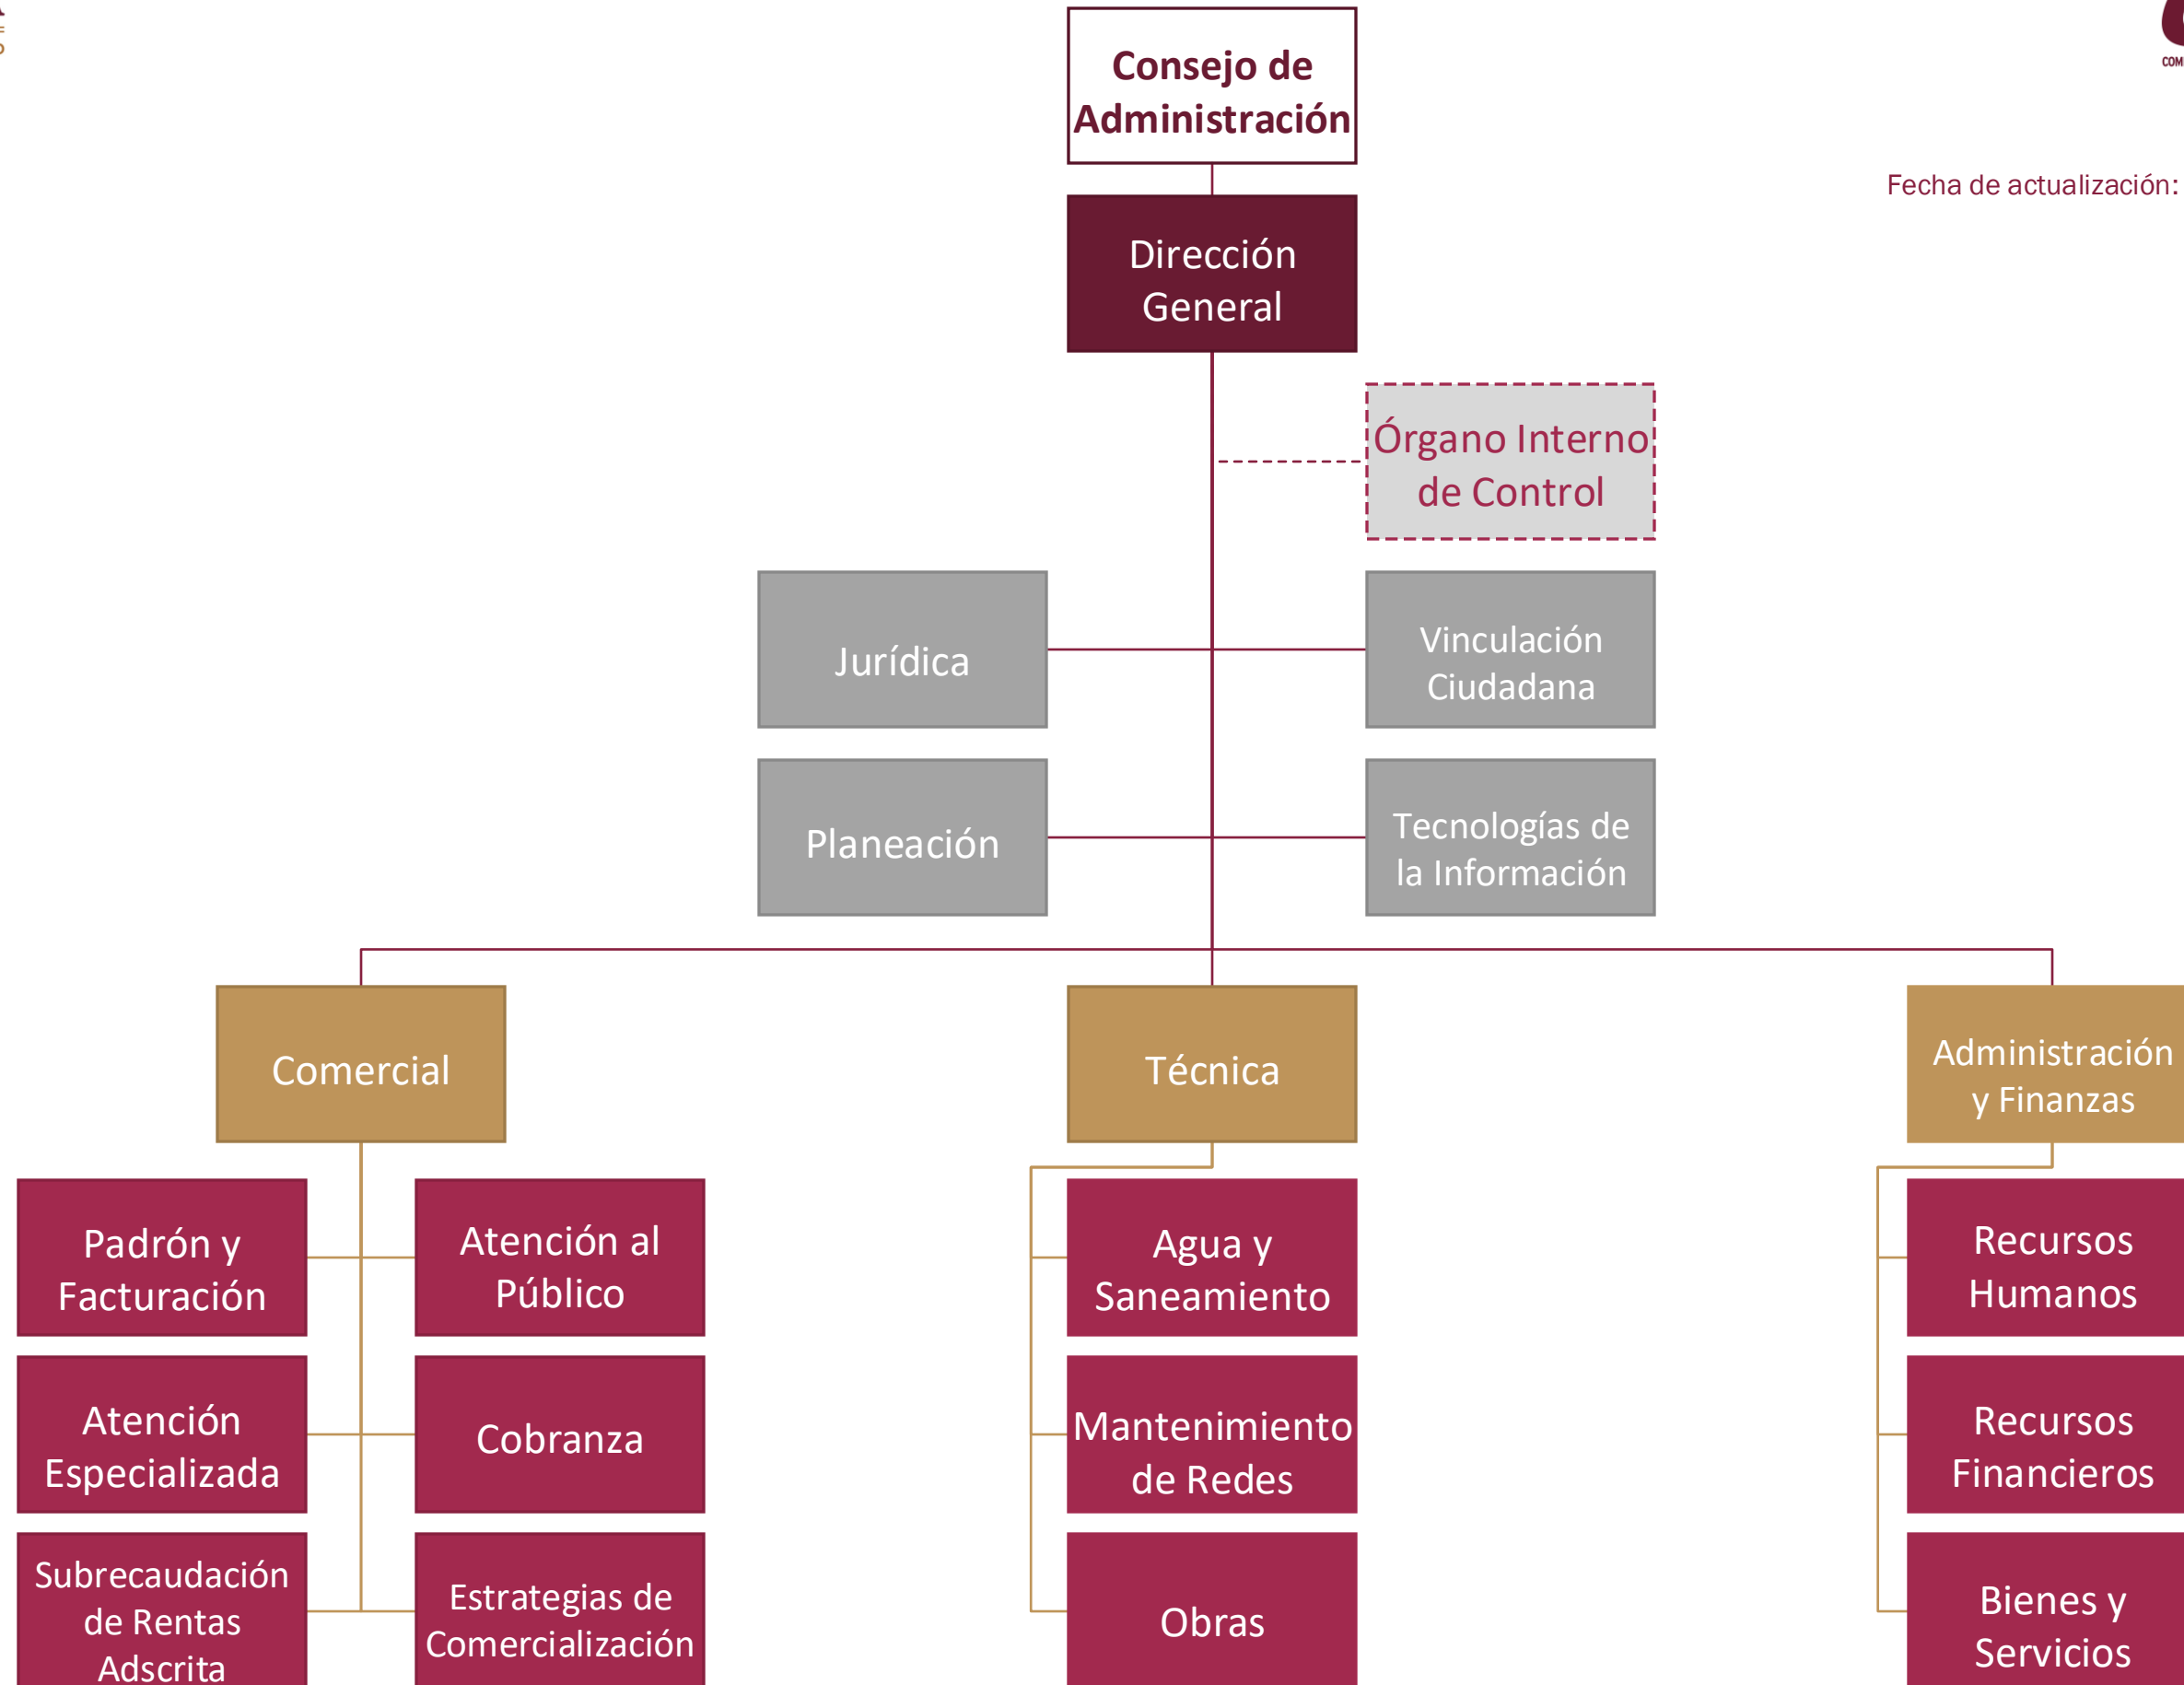 Consejo de
Administración
Fecha de actualización:
Dirección
General
Órgano Interno
de Control
Jurídica
Vinculación
Ciudadana
Planeación
Tecnologías de
la Información
Comercial
Técnica
Administración
y Finanzas
Padrón y
Facturación
Atención al
Público
Agua y
Saneamiento
Recursos
Humanos
Atención
Especializada
Cobranza
Mantenimiento
de Redes
Recursos
Financieros
Subrecaudación
de Rentas
Adscrita
Estrategias de
Comercialización
Obras
Bienes y
Servicios